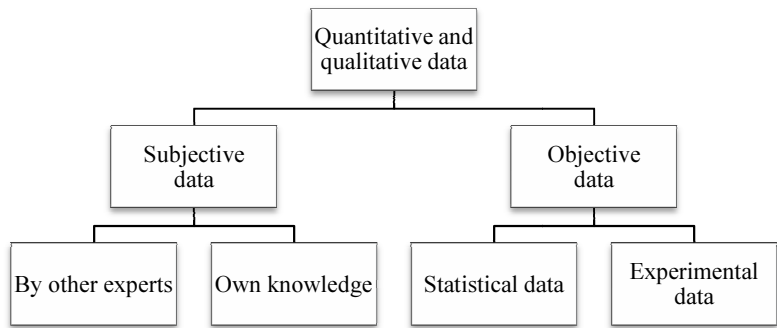 Quantitative and
qualitative data
Subjective
data
Objective
data
By other experts
Own knowledge
Statistical data
Experimental
data